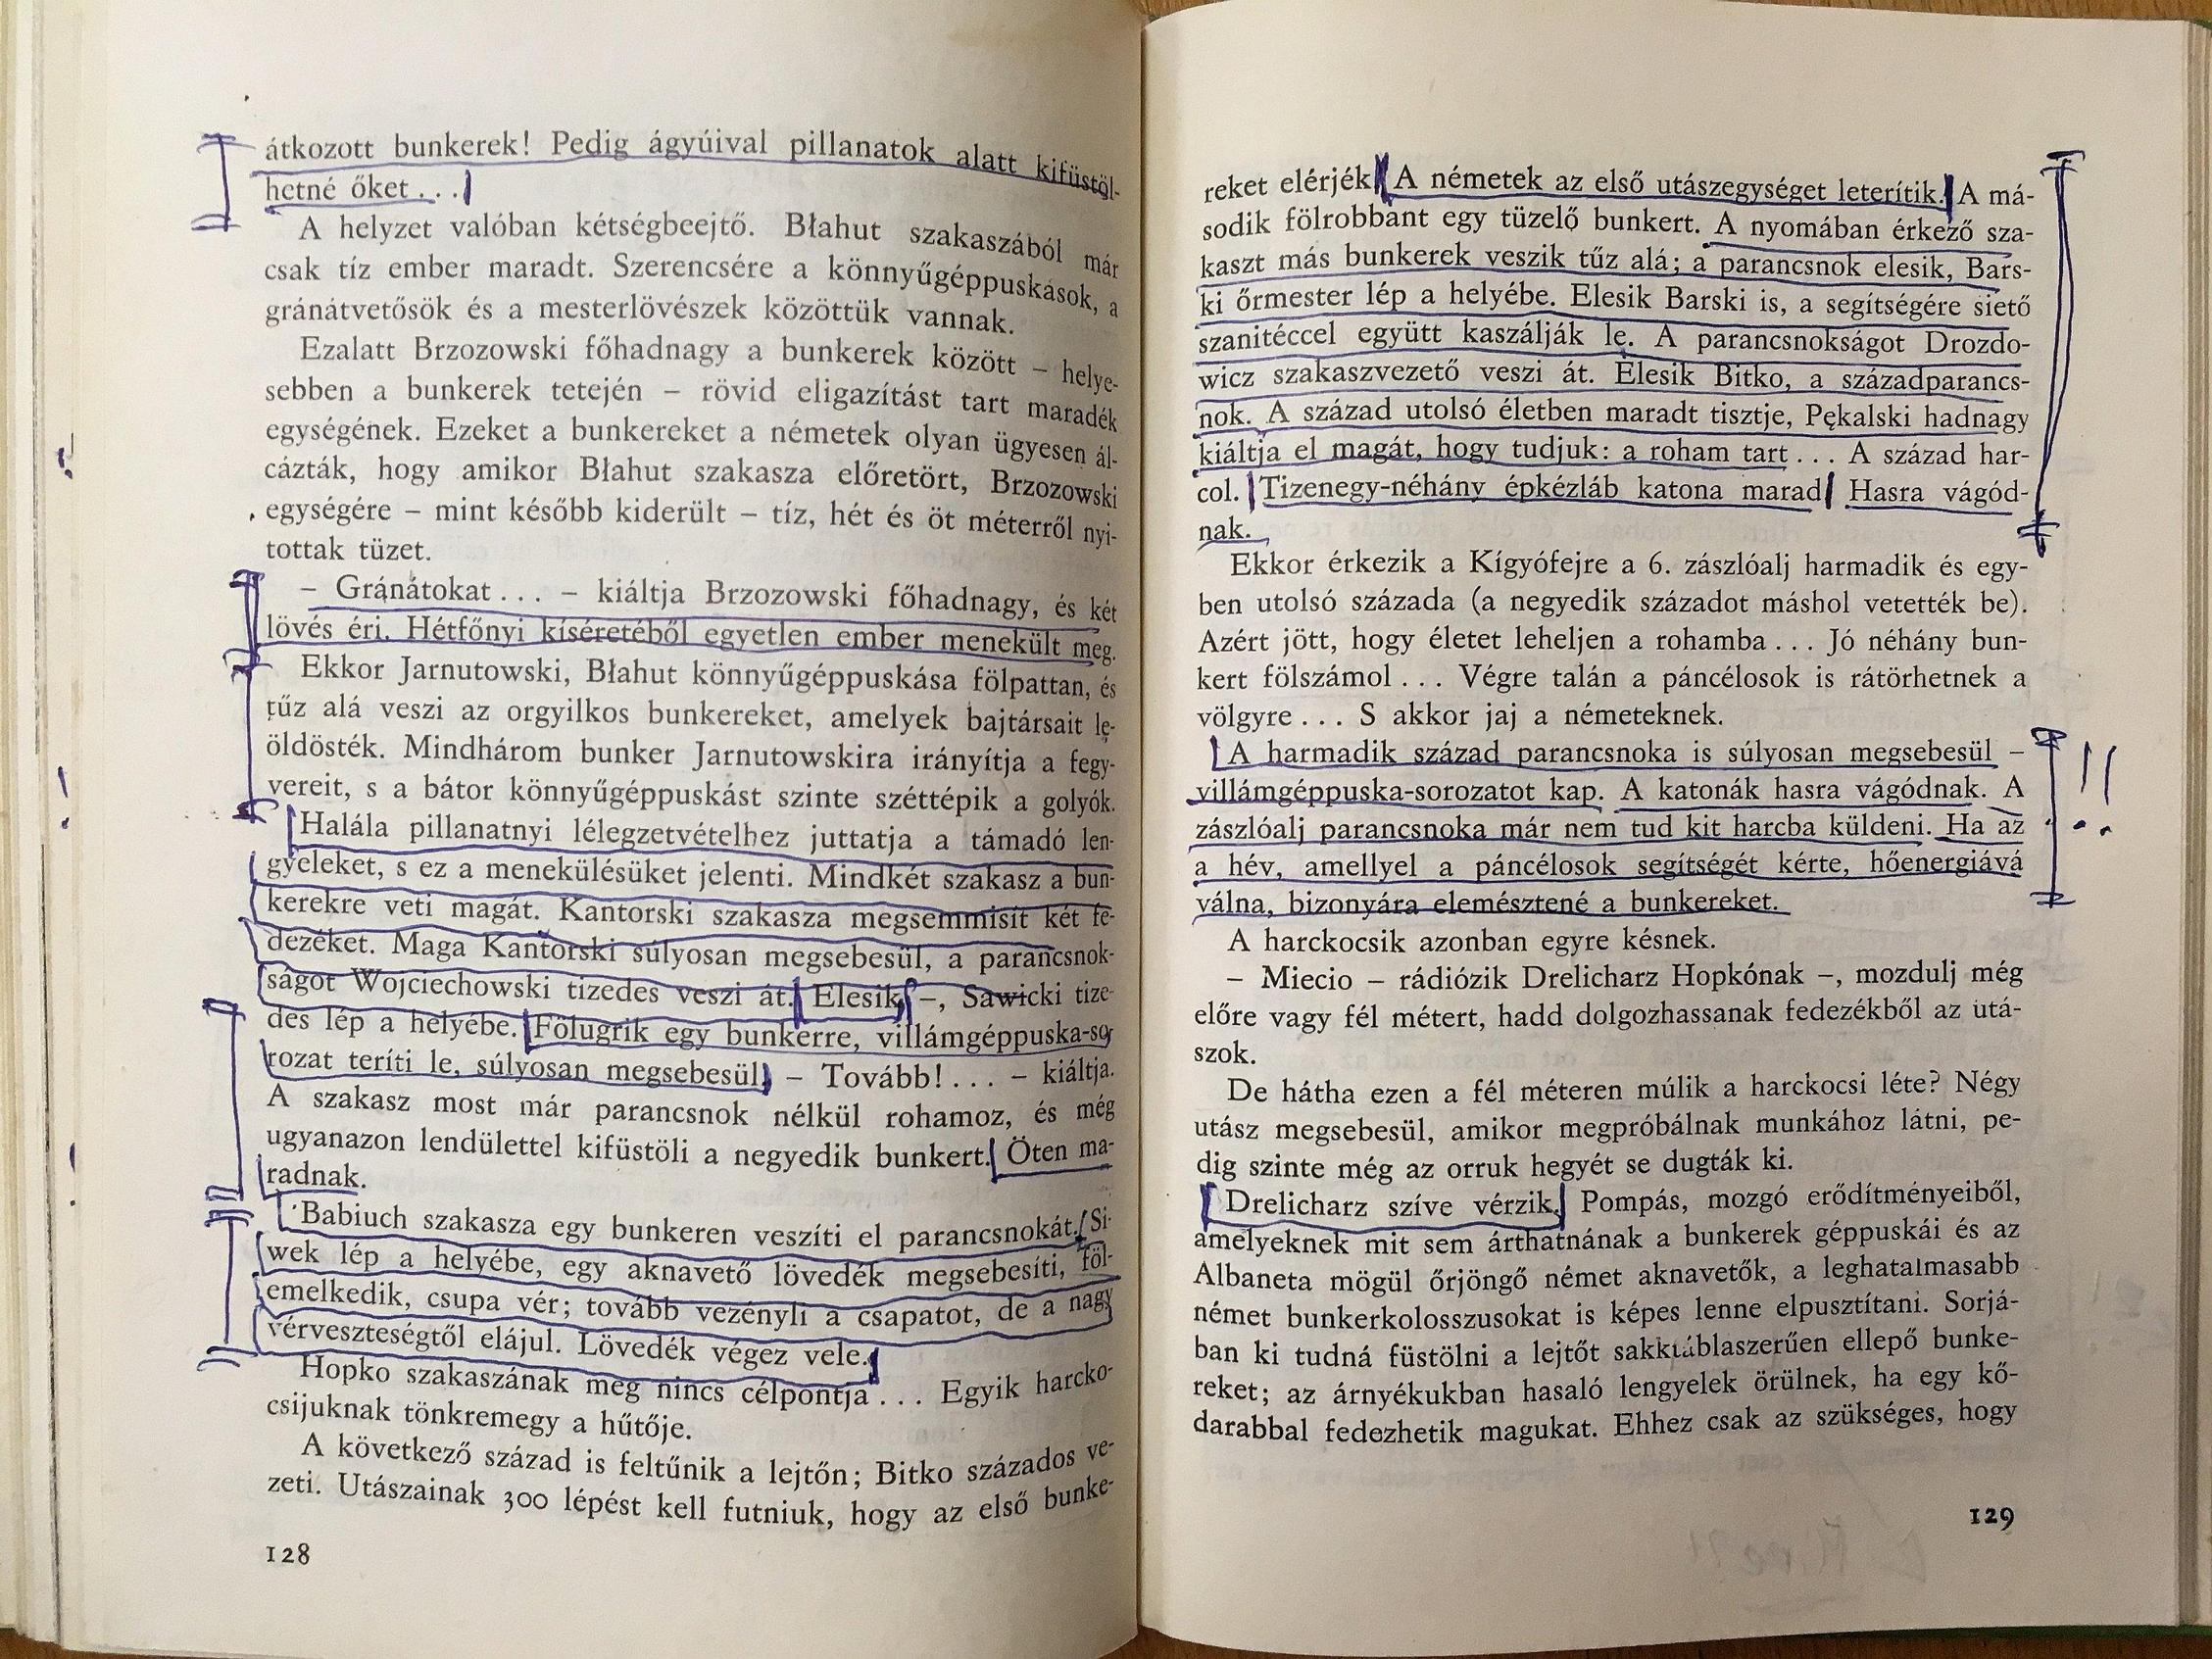 átkozott bunkerek! Pedig ágyúival pillanatok alatt kifüstöl-
hetné őket...
A helyzet valóban kétségbeejtő. Błahut szakaszából már
csak tíz ember maradt. Szerencsére a könnyűgéppuskások, a
gránátvetősök és a mesterlövészek közöttük vannak.
Ezalatt Brzozowski főhadnagy a bunkerek között – helye-
sebben a bunkerek tetején – rövid eligazítást tart maradék
egységének. Ezeket a bunkereket a németek olyan ügyesen ál-
cázták, hogy amikor Błahut szakasza előretört, Brzozowski
egységére – mint később kiderült – tíz, hét és öt méterről nyi-
tottak tüzet.
– Gránátokat... – kiáltja Brzozowski főhadnagy, és két
lövés éri. Hétfőnyi kíséretéből egyetlen ember menekült meg.
Ekkor Jarnutowski, Błahut könnyűgéppuskása fölpattan, és
tűz alá veszi az orgyilkos bunkereket, amelyek bajtársait le-
öldösték. Mindhárom bunker Jarnutowskira irányítja a fegy-
vereit, s a bátor könnyűgéppuskást szinte széttépik a golyók.
Halála pillanatnyi lélegzetvételhez juttatja a támadó len-
gyeleket, s ez a menekülésüket jelenti. Mindkét szakasz a bun-
kerekre veti magát. Kantorski szakasza megsemmisít két fe-
dezéket. Maga Kantorski súlyosan megsebesül, a parancsnok-
ságot Wojciechowski tizedes veszi át. Elesik, –, Sawicki tize-
des lép a helyébe. Fölugrik egy bunkerre, villámgéppuska-so-
rozat teríti le, súlyosan megsebesül. – Tovább!... – kiáltja.
A szakasz most már parancsnok nélkül rohamoz, és még
ugyanazon lendülettel kifüstöli a negyedik bunkert. Öten ma-
radnak.
Babiuch szakasza egy bunkeren veszíti el parancsnokát. Si-
wek lép a helyébe, egy aknavető lövedék megsebesíti, föl-
emelkedik, csupa vér; tovább vezényli a csapatot, de a nagy
vérveszteségtől elájul. Lövedék végez vele.
Hopko szakaszának még nincs célpontja... Egyik harcko-
csijuknak tönkremegy a hűtője.
A következő század is feltűnik a lejtőn; Bitko százados ve-
zeti. Utászainak 300 lépést kell futniuk, hogy az első bunke-
128
reket elérjék. A németek az első utászegységet leterítik. A má-
sodik fölrobbant egy tüzelő bunkert. A nyomában érkező sza-
kaszt más bunkerek veszik tűz alá; a parancsnok elesik, Bars-
ki őrmester lép a helyébe. Elesik Barski is, a segítségére siető
szanitéccel együtt kaszálják le. A parancsnokságot Drozdo-
wicz szakaszvezető veszi át. Elesik Bitko, a századparancs-
nok. A század utolsó életben maradt tisztje, Pękalski hadnagy
kiáltja el magát, hogy tudjuk: a roham tart... A század har-
col. Tizenegy-néhány épkézláb katona marad. Hasra vágód-
nak.
Ekkor érkezik a Kígyófejre a 6. zászlóalj harmadik és egy-
ben utolsó százada (a negyedik századot máshol vetették be).
Azért jött, hogy életet leheljen a rohamba... Jó néhány bun-
kert fölszámol... Végre talán a páncélosok is rátörhetnek a
völgyre... S akkor jaj a németeknek.
A harmadik század parancsnoka is súlyosan megsebesül –
villámgéppuska-sorozatot kap. A katonák hasra vágódnak. A
zászlóalj parancsnoka már nem tud kit harcba küldeni. Ha az
a hév, amellyel a páncélosok segítségét kérte, hőenergiává
válna, bizonyára elemésztené a bunkereket.
!!
A harckocsik azonban egyre késnek.
– Miecio – rádiózik Drelicharz Hopkónak –, mozdulj még
előre vagy fél métert, hadd dolgozhassanak fedezékből az utá-
szok.
De hátha ezen a fél méteren múlik a harckocsi léte? Négy
utász megsebesül, amikor megpróbálnak munkához látni, pe-
dig szinte még az orruk hegyét se dugták ki.
Drelicharz szíve vérzik. Pompás, mozgó erődítményeiből,
amelyeknek mit sem árthatnának a bunkerek géppuskái és az
Albaneta mögül őrjöngő német aknavetők, a leghatalmasabb
német bunkerkolosszusokat is képes lenne elpusztítani. Sorjá-
ban ki tudná füstölni a lejtőt sakktáblaszerűen ellepő bunke-
reket; az árnyékukban hasaló lengyelek örülnek, ha egy kő-
darabbal fedezhetik magukat. Ehhez csak az szükséges, hogy
129